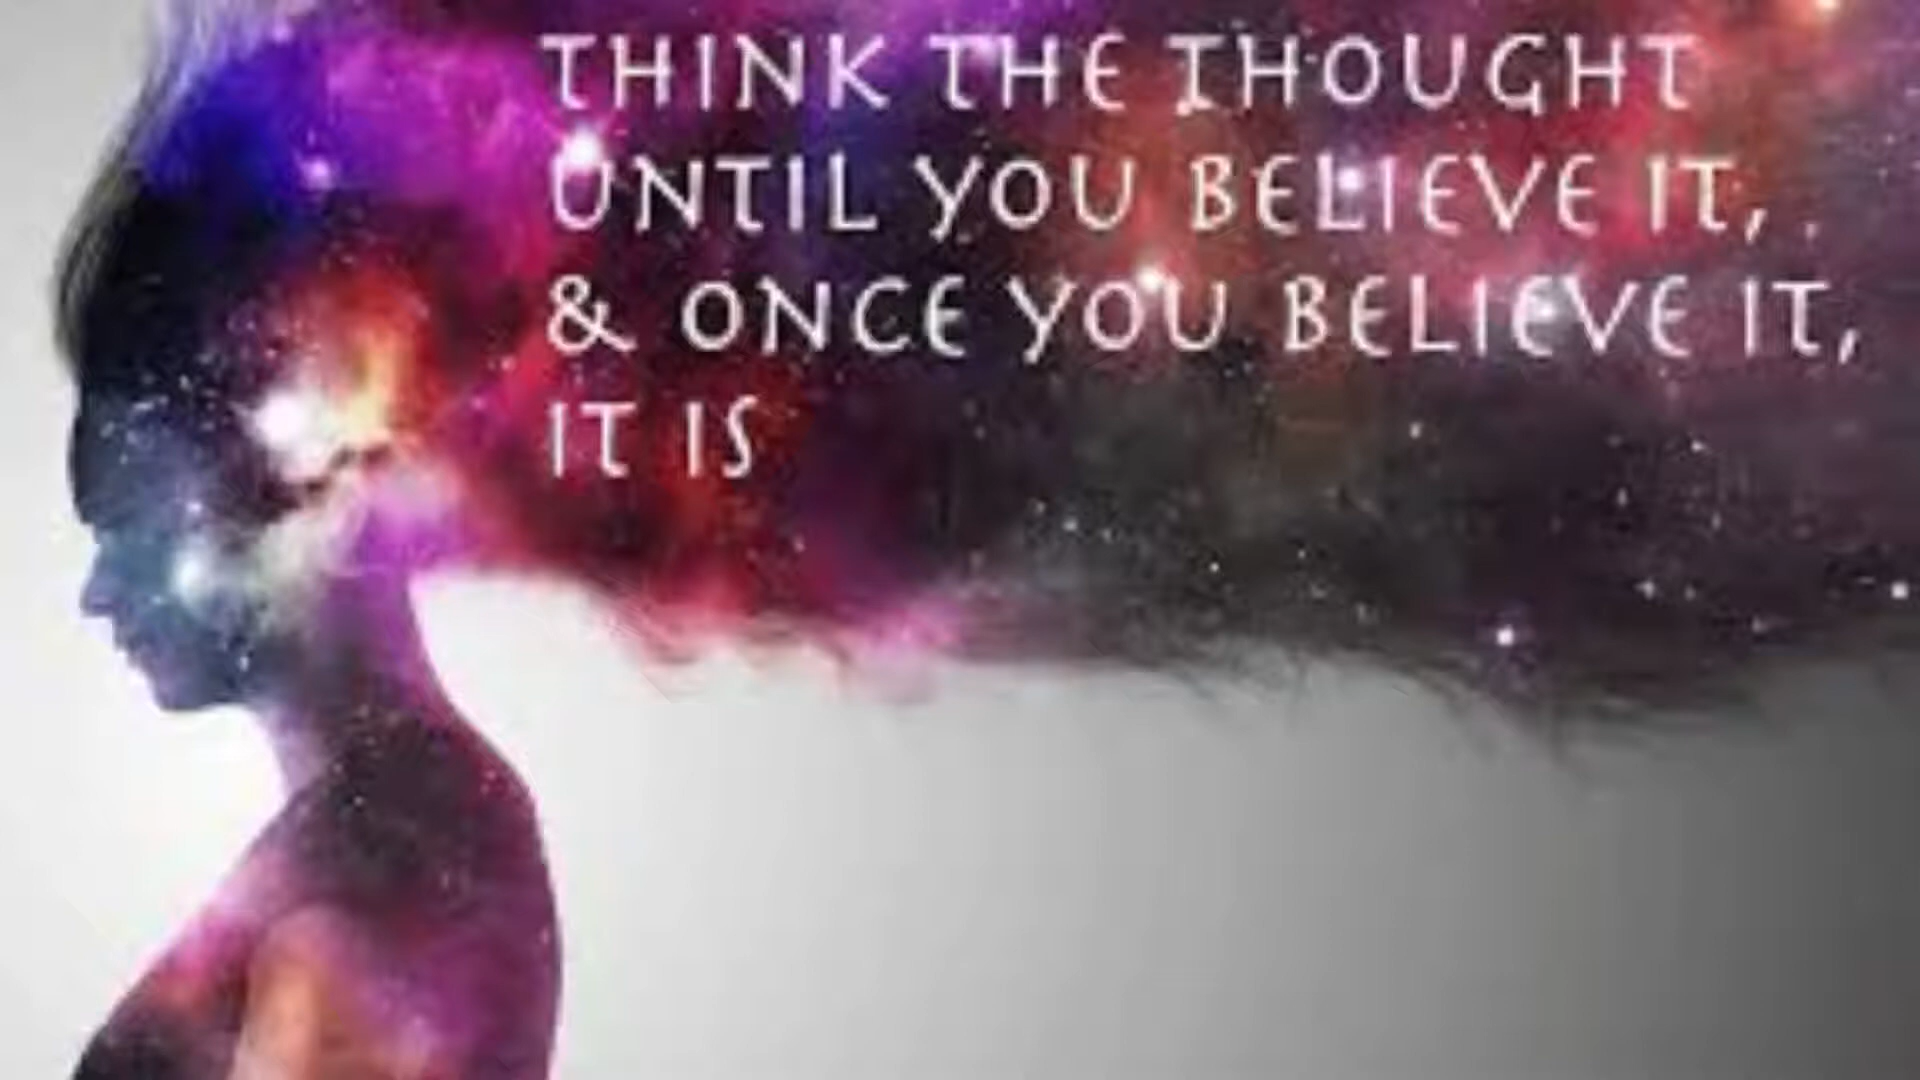 THINK THE THOUGHT
UNTIL YOU BELIEVE IT,
& ONCE YOU BELIEVE IT,
IT IS